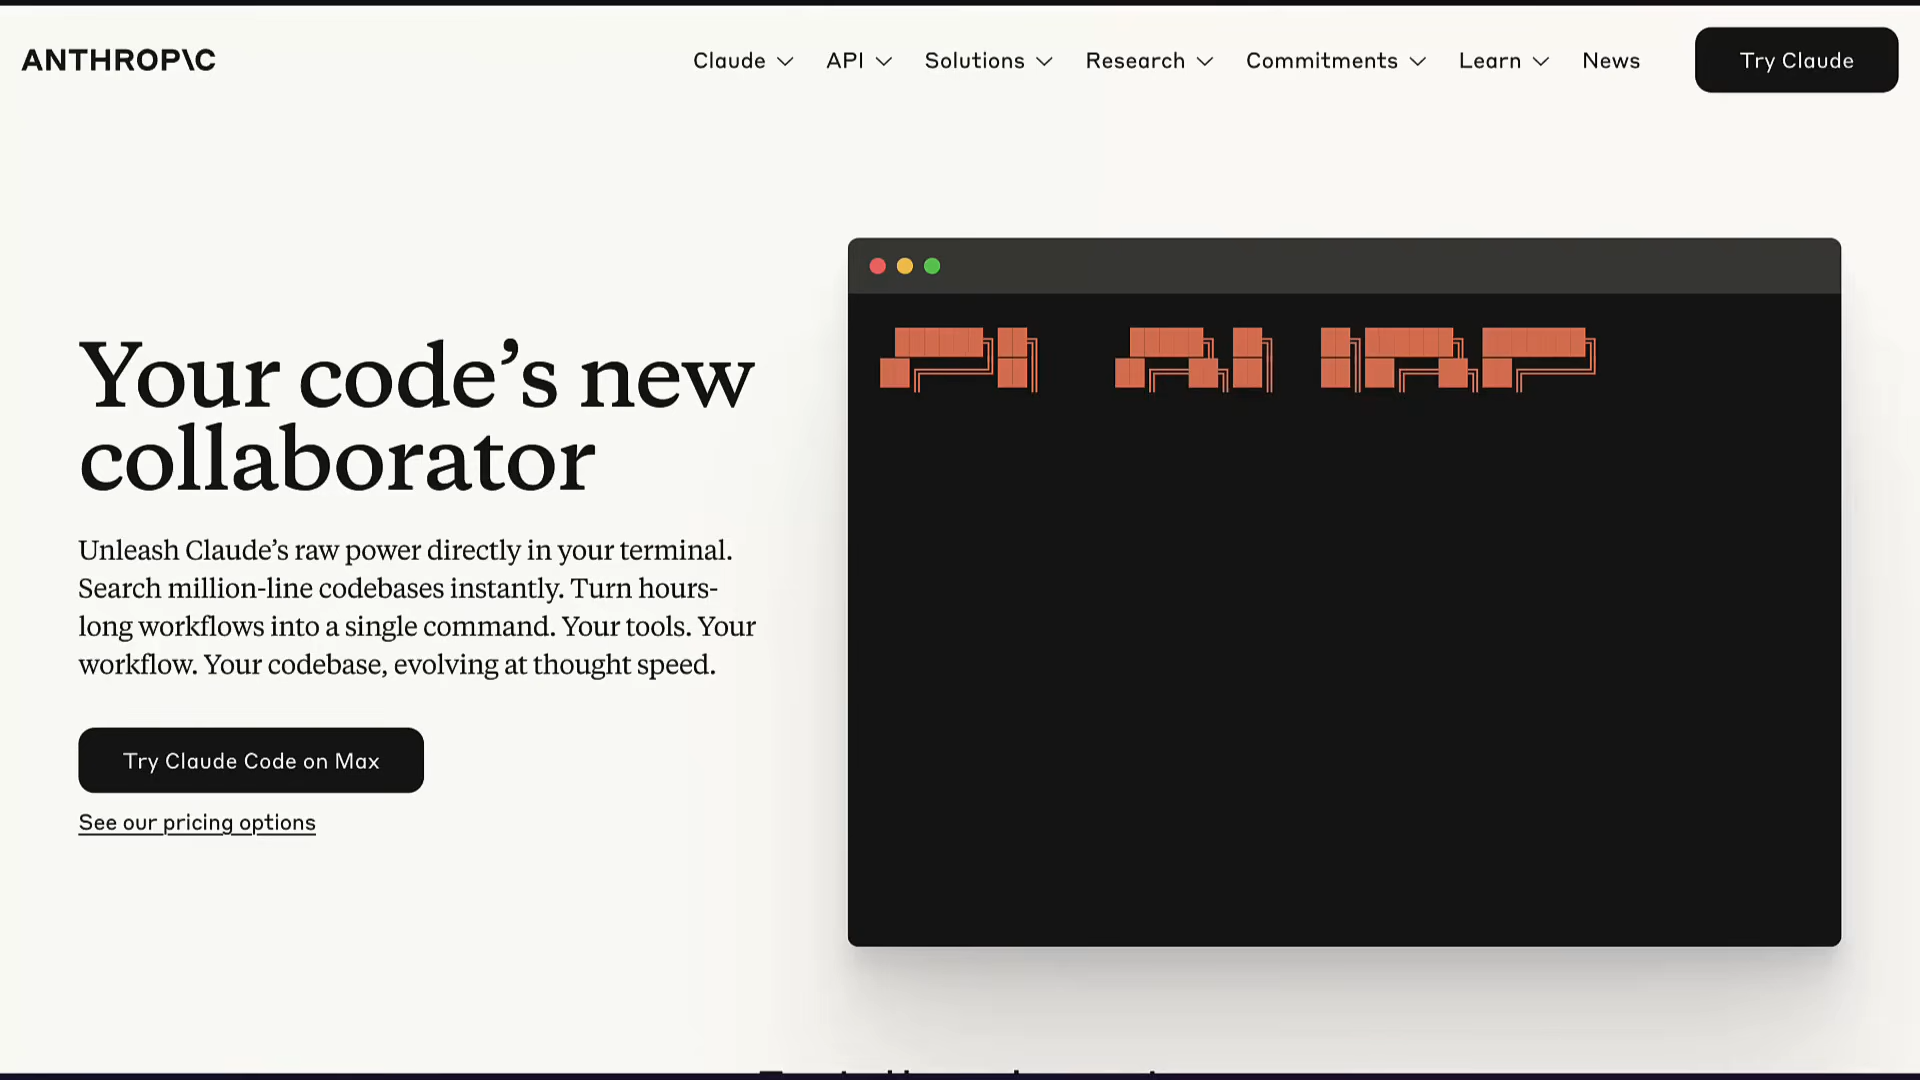 ANTHROP\C
Claude
API
Solutions
Research
Commitments
Learn
News
Try Claude
Your code’s new
collaborator
Unleash Claude’s raw power directly in your terminal.
Search million-line codebases instantly. Turn hours-
long workflows into a single command. Your tools. Your
workflow. Your codebase, evolving at thought speed.
Try Claude Code on Max
See our pricing options